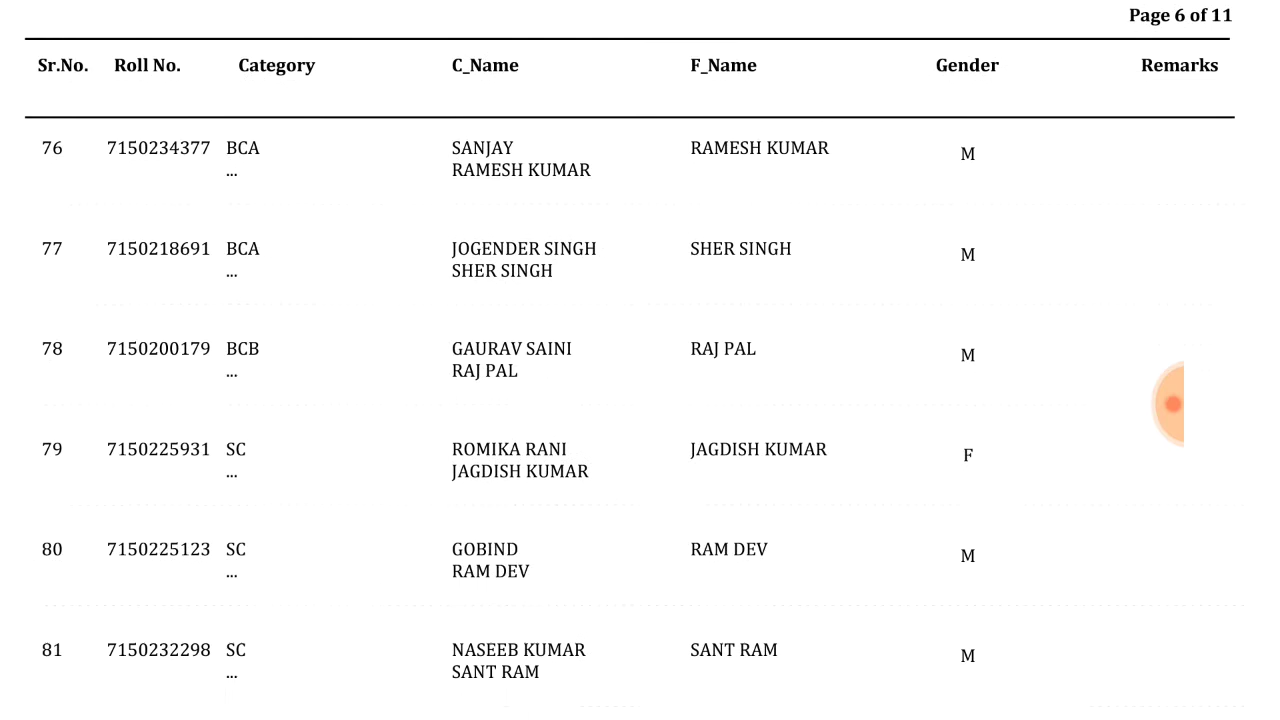 Page 6 of 11
Sr.No. Roll No. Category C_Name F_Name Gender Remarks
76 7150234377 BCA SANJAY RAMESH KUMAR M
... RAMESH KUMAR
77 7150218691 BCA JOGENDER SINGH SHER SINGH M
... SHER SINGH
78 7150200179 BCB GAURAV SAINI RAJ PAL M
... RAJ PAL
79 7150225931 SC ROMIKA RANI JAGDISH KUMAR F
... JAGDISH KUMAR
80 7150225123 SC GOBIND RAM DEV M
... RAM DEV
81 7150232298 SC NASEEB KUMAR SANT RAM M
... SANT RAM